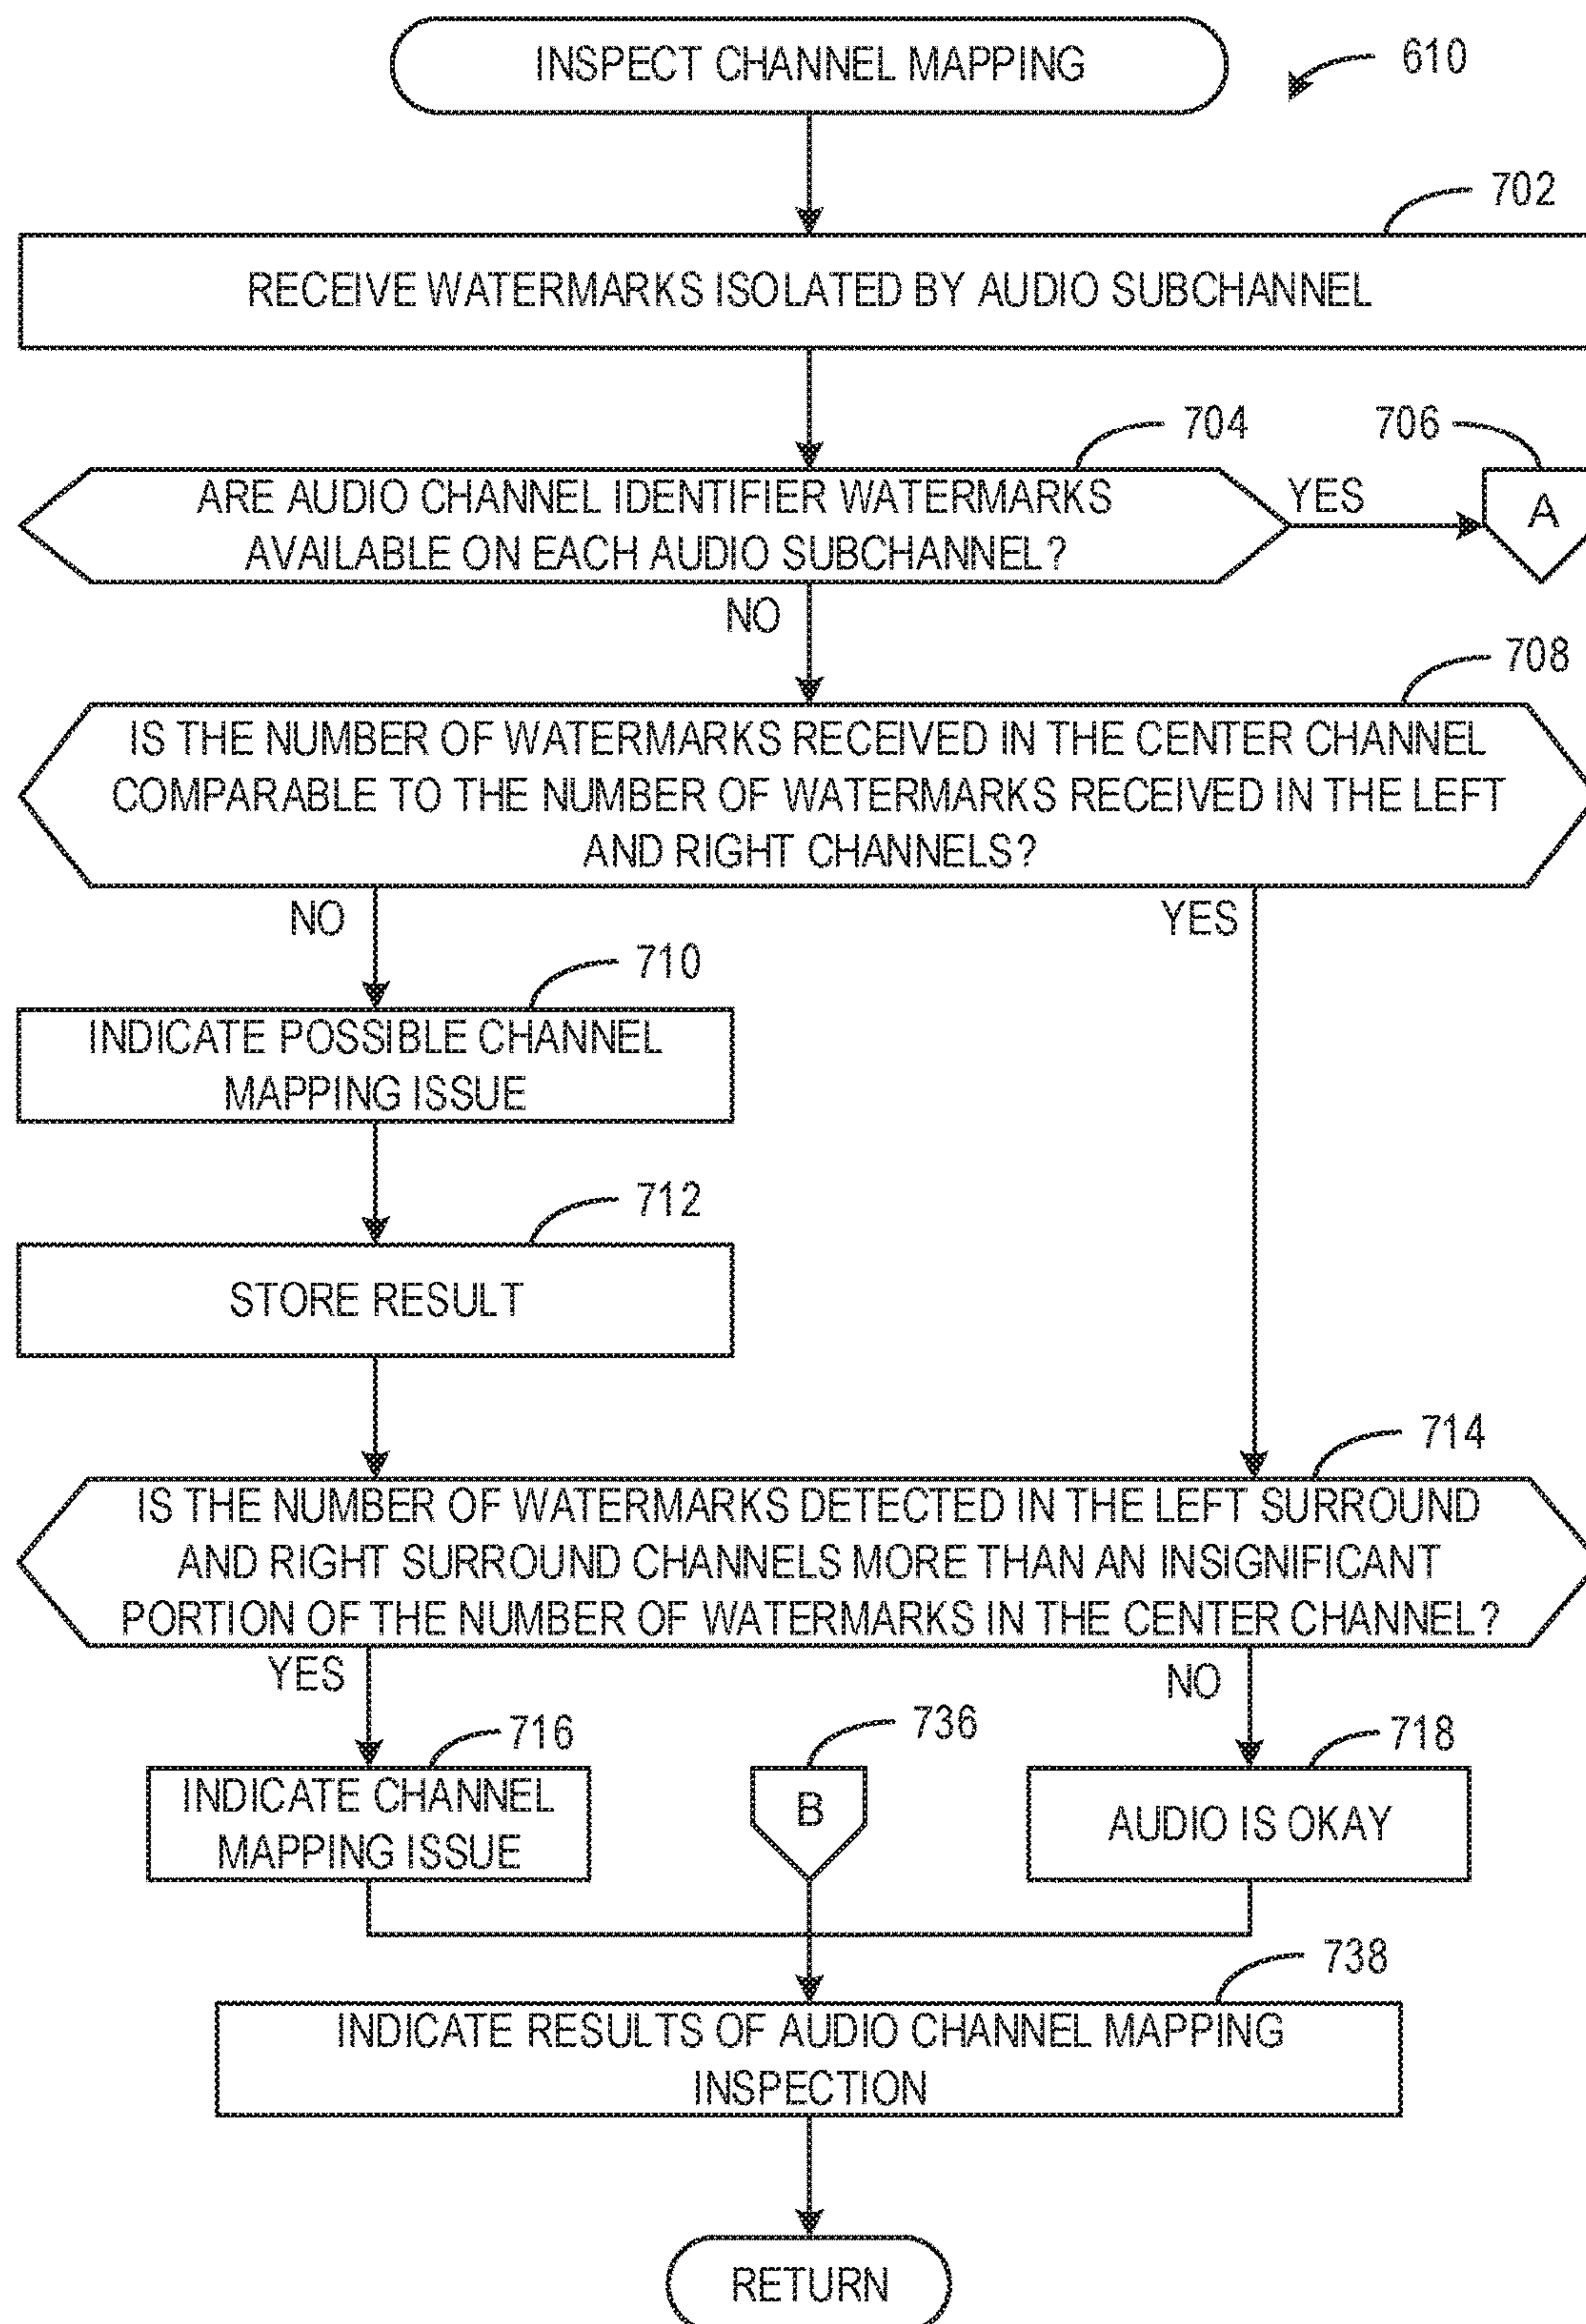 INSPECT CHANNEL MAPPING
610
702
RECEIVE WATERMARKS ISOLATED BY AUDIO SUBCHANNEL
704
706
ARE AUDIO CHANNEL IDENTIFIER WATERMARKS
AVAILABLE ON EACH AUDIO SUBCHANNEL?
YES
A
NO
708
IS THE NUMBER OF WATERMARKS RECEIVED IN THE CENTER CHANNEL
COMPARABLE TO THE NUMBER OF WATERMARKS RECEIVED IN THE LEFT
AND RIGHT CHANNELS?
NO
YES
710
INDICATE POSSIBLE CHANNEL
MAPPING ISSUE
712
STORE RESULT
714
IS THE NUMBER OF WATERMARKS DETECTED IN THE LEFT SURROUND
AND RIGHT SURROUND CHANNELS MORE THAN AN INSIGNIFICANT
PORTION OF THE NUMBER OF WATERMARKS IN THE CENTER CHANNEL?
YES
NO
716
736
718
INDICATE CHANNEL
MAPPING ISSUE
B
AUDIO IS OKAY
738
INDICATE RESULTS OF AUDIO CHANNEL MAPPING
INSPECTION
RETURN